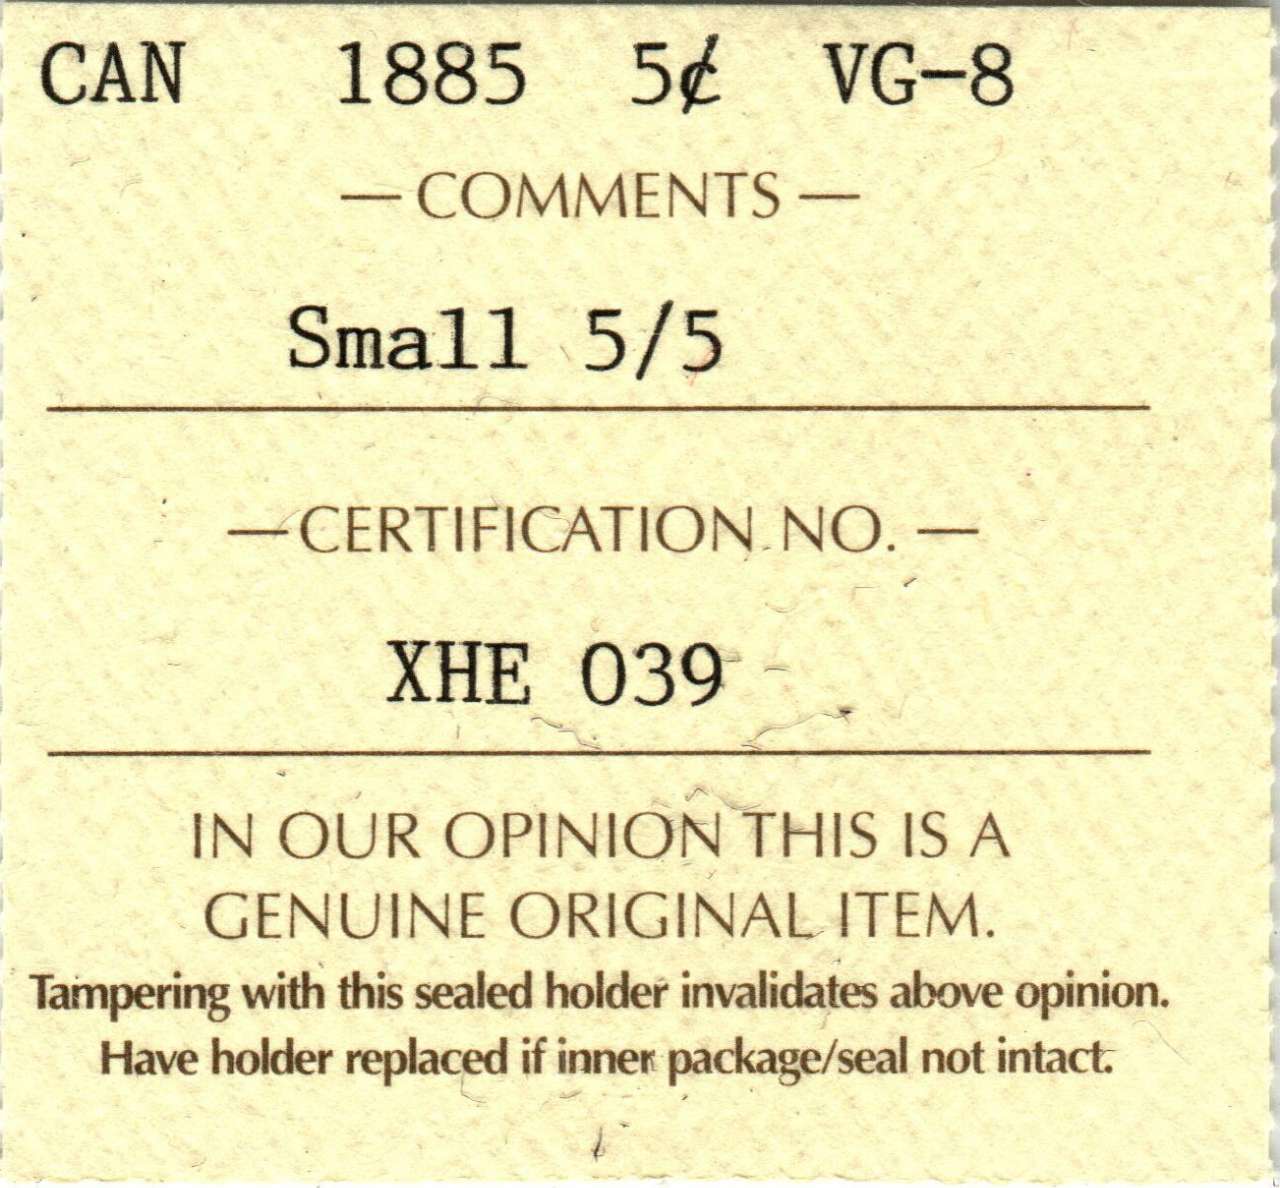 CAN 1885 5¢ VG-8
— COMMENTS —
Small 5/5
— CERTIFICATION NO. —
XHE 039
IN OUR OPINION THIS IS A
GENUINE ORIGINAL ITEM.
Tampering with this sealed holder invalidates above opinion.
Have holder replaced if inner package/seal not intact.